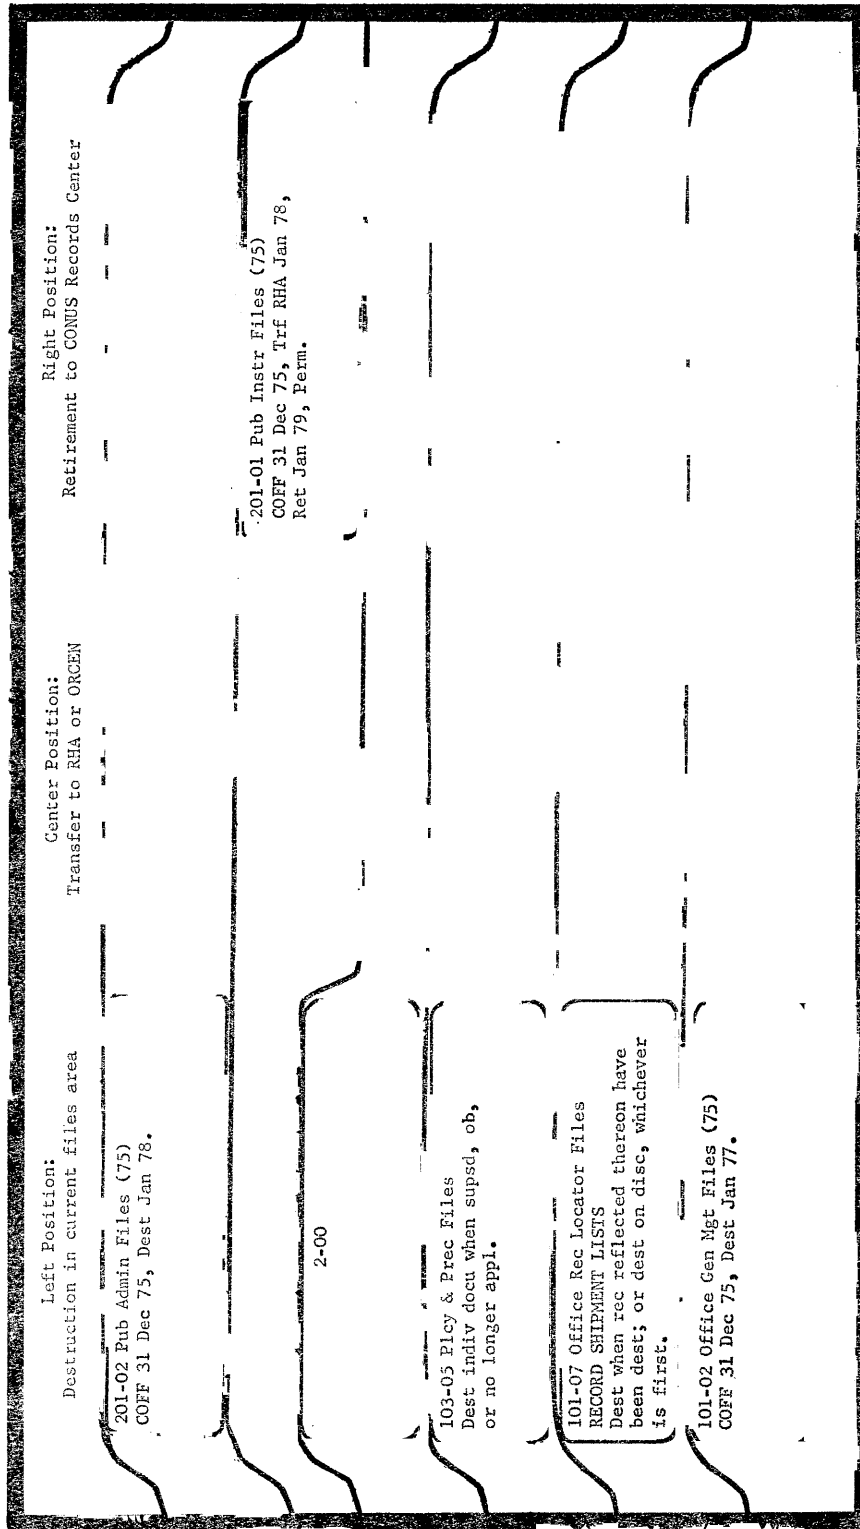 Left Position:
Destruction in current files area
Center Position:
Transfer to RHA or ORCEN
Right Position:
Retirement to CONUS Records Center
201-02 Pub Admin Files (75)
COFF 31 Dec 75, Dest Jan 78.
201-01 Pub Instr Files (75)
COFF 31 Dec 75, Trf RHA Jan 78,
Ret Jan 79, Perm.
2-00
103-05 Plcy & Prec Files
Dest indiv docu when supsd, ob,
or no longer appl.
101-07 Office Rec Locator Files
RECORD SHIPMENT LISTS
Dest when rec reflected thereon have
been dest; or dest on disc, whichever
is first.
101-02 Office Gen Mgt Files (75)
COFF 31 Dec 75, Dest Jan 77.